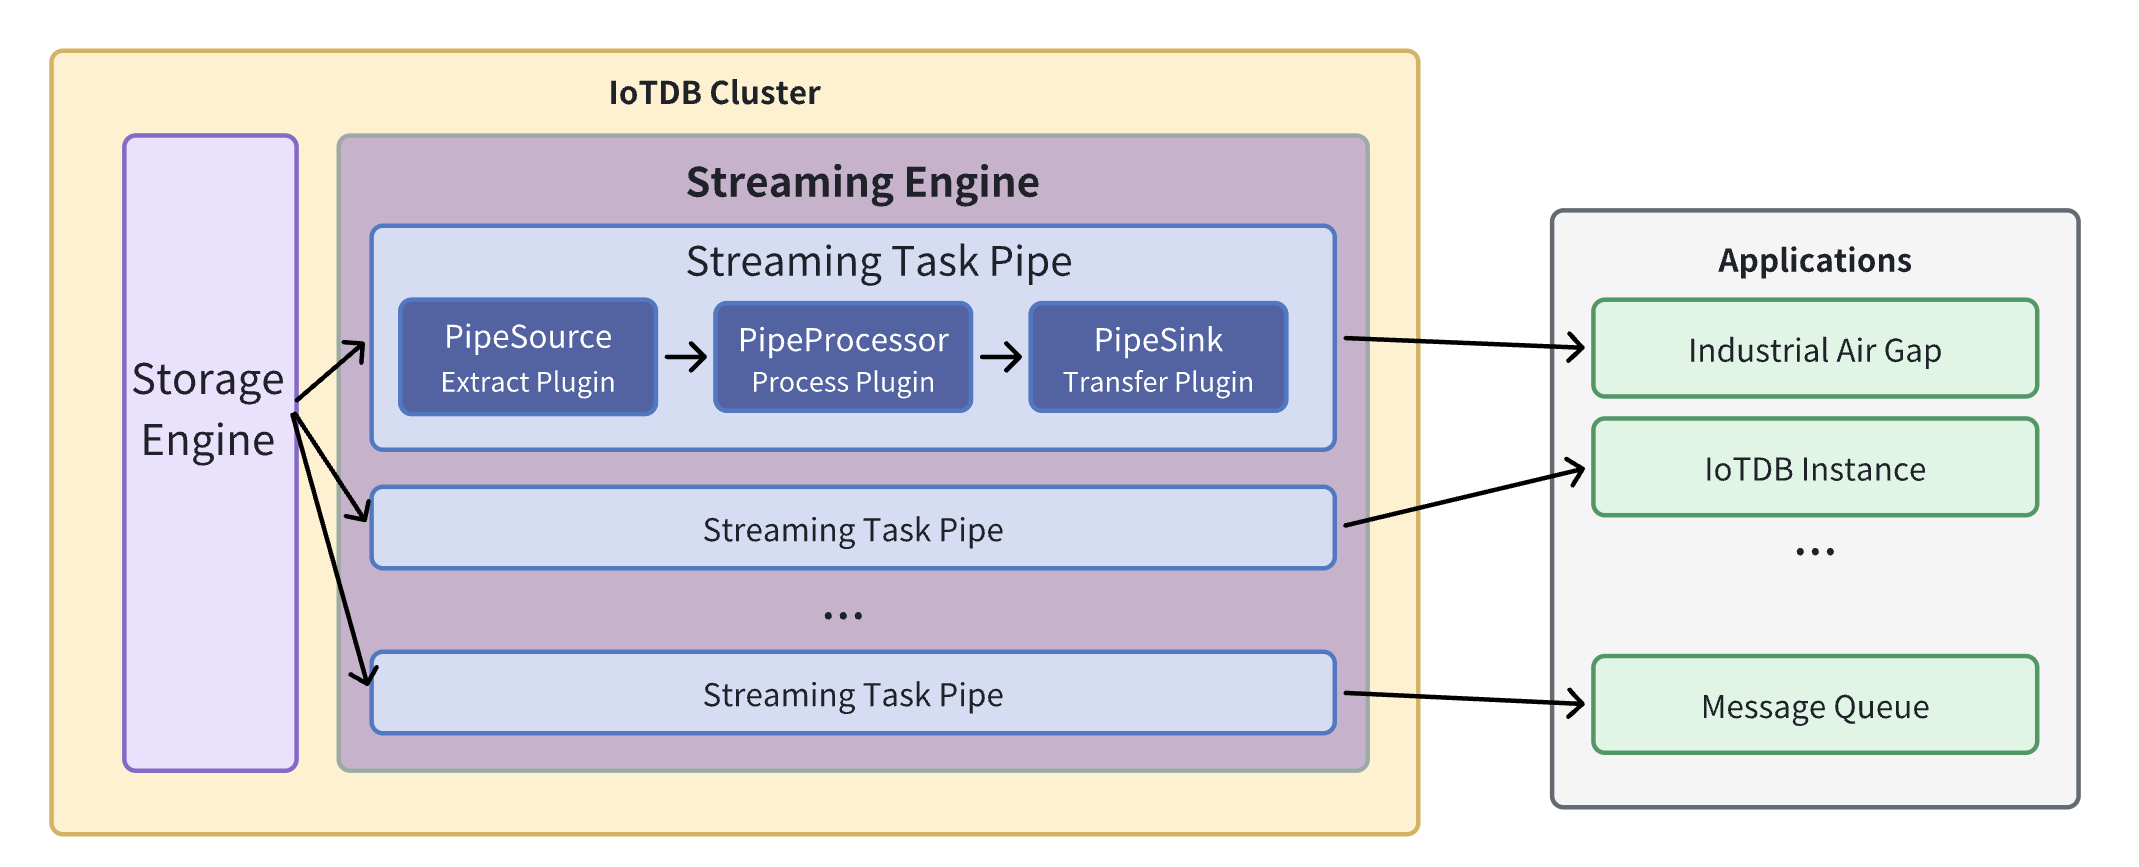 IoTDB Cluster
Storage
Engine
Streaming Engine
Streaming Task Pipe
PipeSource
Extract Plugin
PipeProcessor
Process Plugin
PipeSink
Transfer Plugin
Streaming Task Pipe
...
Streaming Task Pipe
Applications
Industrial Air Gap
IoTDB Instance
...
Message Queue